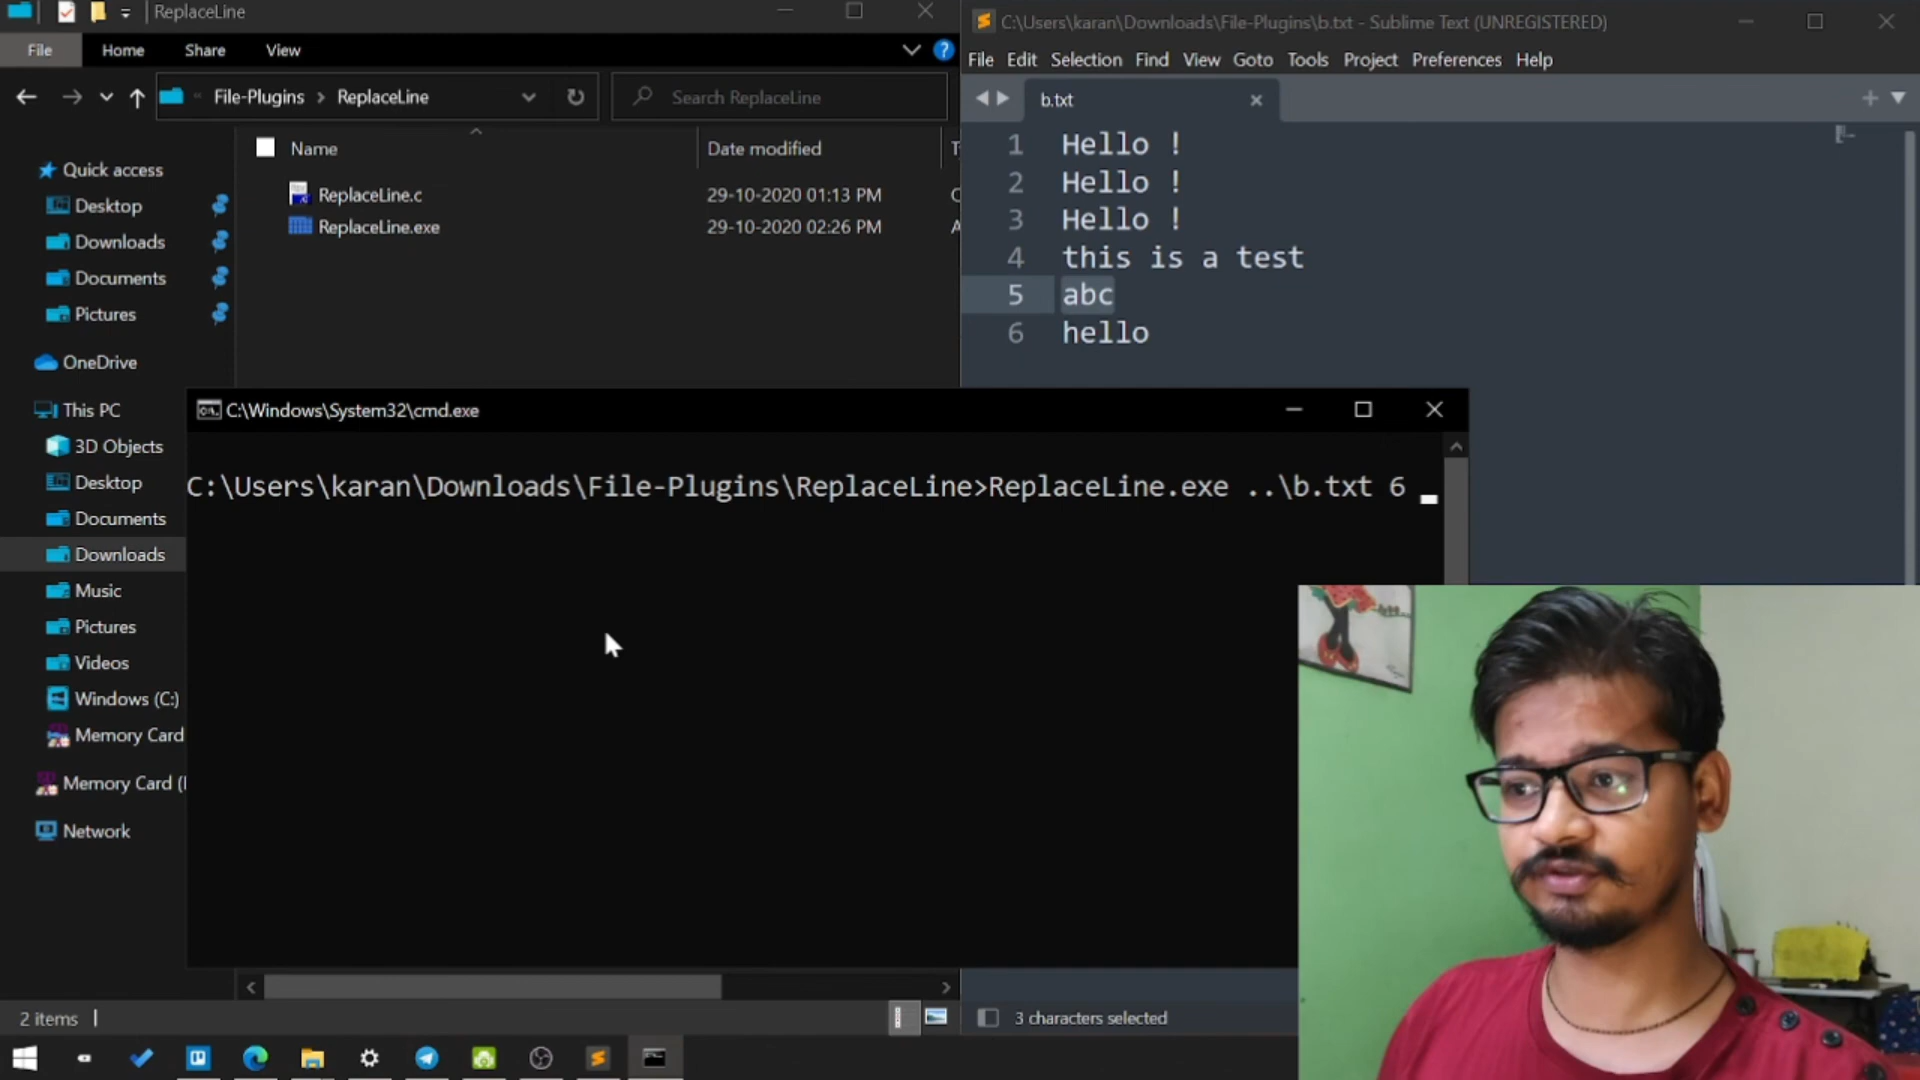 ReplaceLine
File Home Share View
File-Plugins › ReplaceLine
Search ReplaceLine
Name Date modified
ReplaceLine.c 29-10-2020 01:13 PM
ReplaceLine.exe 29-10-2020 02:26 PM
Quick access
Desktop
Downloads
Documents
Pictures
OneDrive
This PC
3D Objects
Desktop
Documents
Downloads
Music
Pictures
Videos
Windows (C:)
Memory Card
Memory Card (
Network
2 items
C:\Users\karan\Downloads\File-Plugins\b.txt - Sublime Text (UNREGISTERED)
File Edit Selection Find View Goto Tools Project Preferences Help
b.txt
1 Hello !
2 Hello !
3 Hello !
4 this is a test
5 abc
6 hello
3 characters selected
C:\Windows\System32\cmd.exe
C:\Users\karan\Downloads\File-Plugins\ReplaceLine>ReplaceLine.exe ..\b.txt 6 _